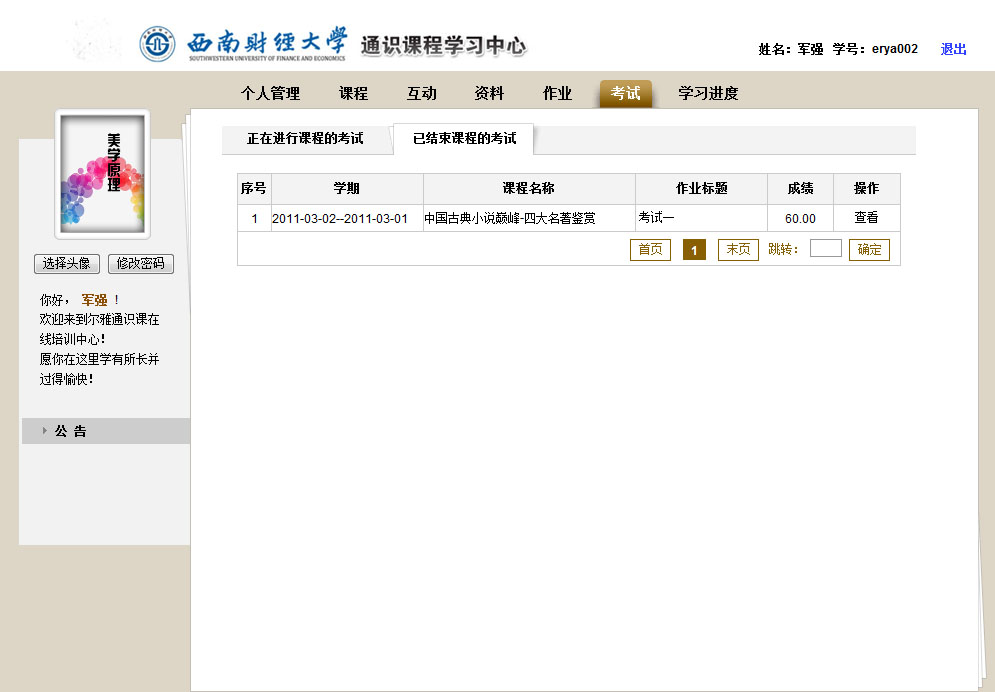 西南财经大学 通识课程学习中心
SOUTHWESTERN UNIVERSITY OF FINANCE AND ECONOMICS
姓名：军强 学号：erya002 退出
个人管理 课程 互动 资料 作业 考试 学习进度
美学原理
正在进行课程的考试 已结束课程的考试
序号 学期 课程名称 作业标题 成绩 操作
1 2011-03-02--2011-03-01 中国古典小说巅峰-四大名著鉴赏 考试一 60.00 查看
首页 1 末页 跳转： 确定
选择头像 修改密码
你好， 军强 ！
欢迎来到尔雅通识课在
线培训中心！
愿你在这里学有所长并
过得愉快！
公 告